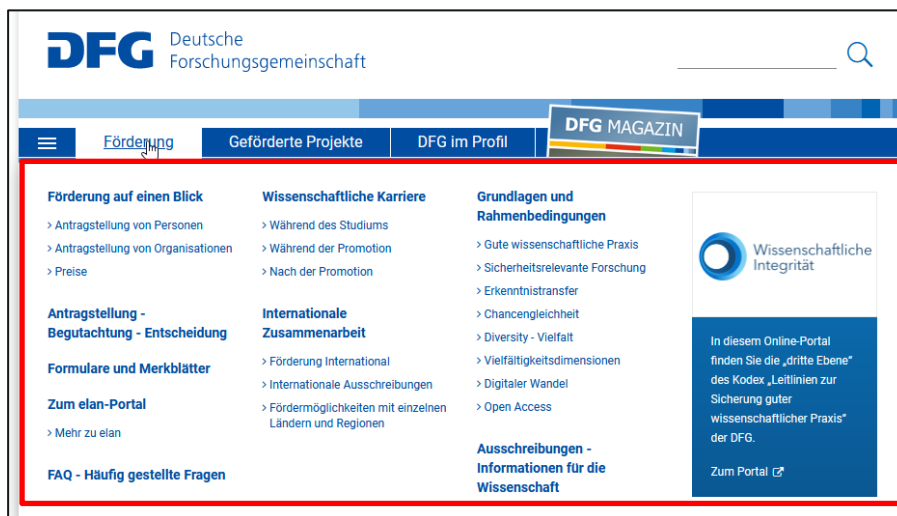 DFG Deutsche
Forschungsgemeinschaft
Förderung
Geförderte Projekte
DFG im Profil
DFG MAGAZIN
Förderung auf einen Blick
> Antragstellung von Personen
> Antragstellung von Organisationen
> Preise
Antragstellung -
Begutachtung - Entscheidung
Formulare und Merkblätter
Zum elan-Portal
> Mehr zu elan
FAQ - Häufig gestellte Fragen
Wissenschaftliche Karriere
> Während des Studiums
> Während der Promotion
> Nach der Promotion
Internationale
Zusammenarbeit
> Förderung International
> Internationale Ausschreibungen
> Fördermöglichkeiten mit einzelnen
Ländern und Regionen
Grundlagen und
Rahmenbedingungen
> Gute wissenschaftliche Praxis
> Sicherheitsrelevante Forschung
> Erkenntnistransfer
> Chancengleichheit
> Diversity - Vielfalt
> Vielfältigkeitsdimensionen
> Digitaler Wandel
> Open Access
Ausschreibungen -
Informationen für die
Wissenschaft
Wissenschaftliche
Integrität
In diesem Online-Portal
finden Sie die „dritte Ebene"
des Kodex „Leitlinien zur
Sicherung guter
wissenschaftlicher Praxis"
der DFG.
Zum Portal